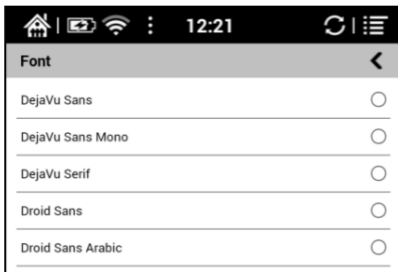 12:21
Font
DejaVu Sans
DejaVu Sans Mono
DejaVu Serif
Droid Sans
Droid Sans Arabic